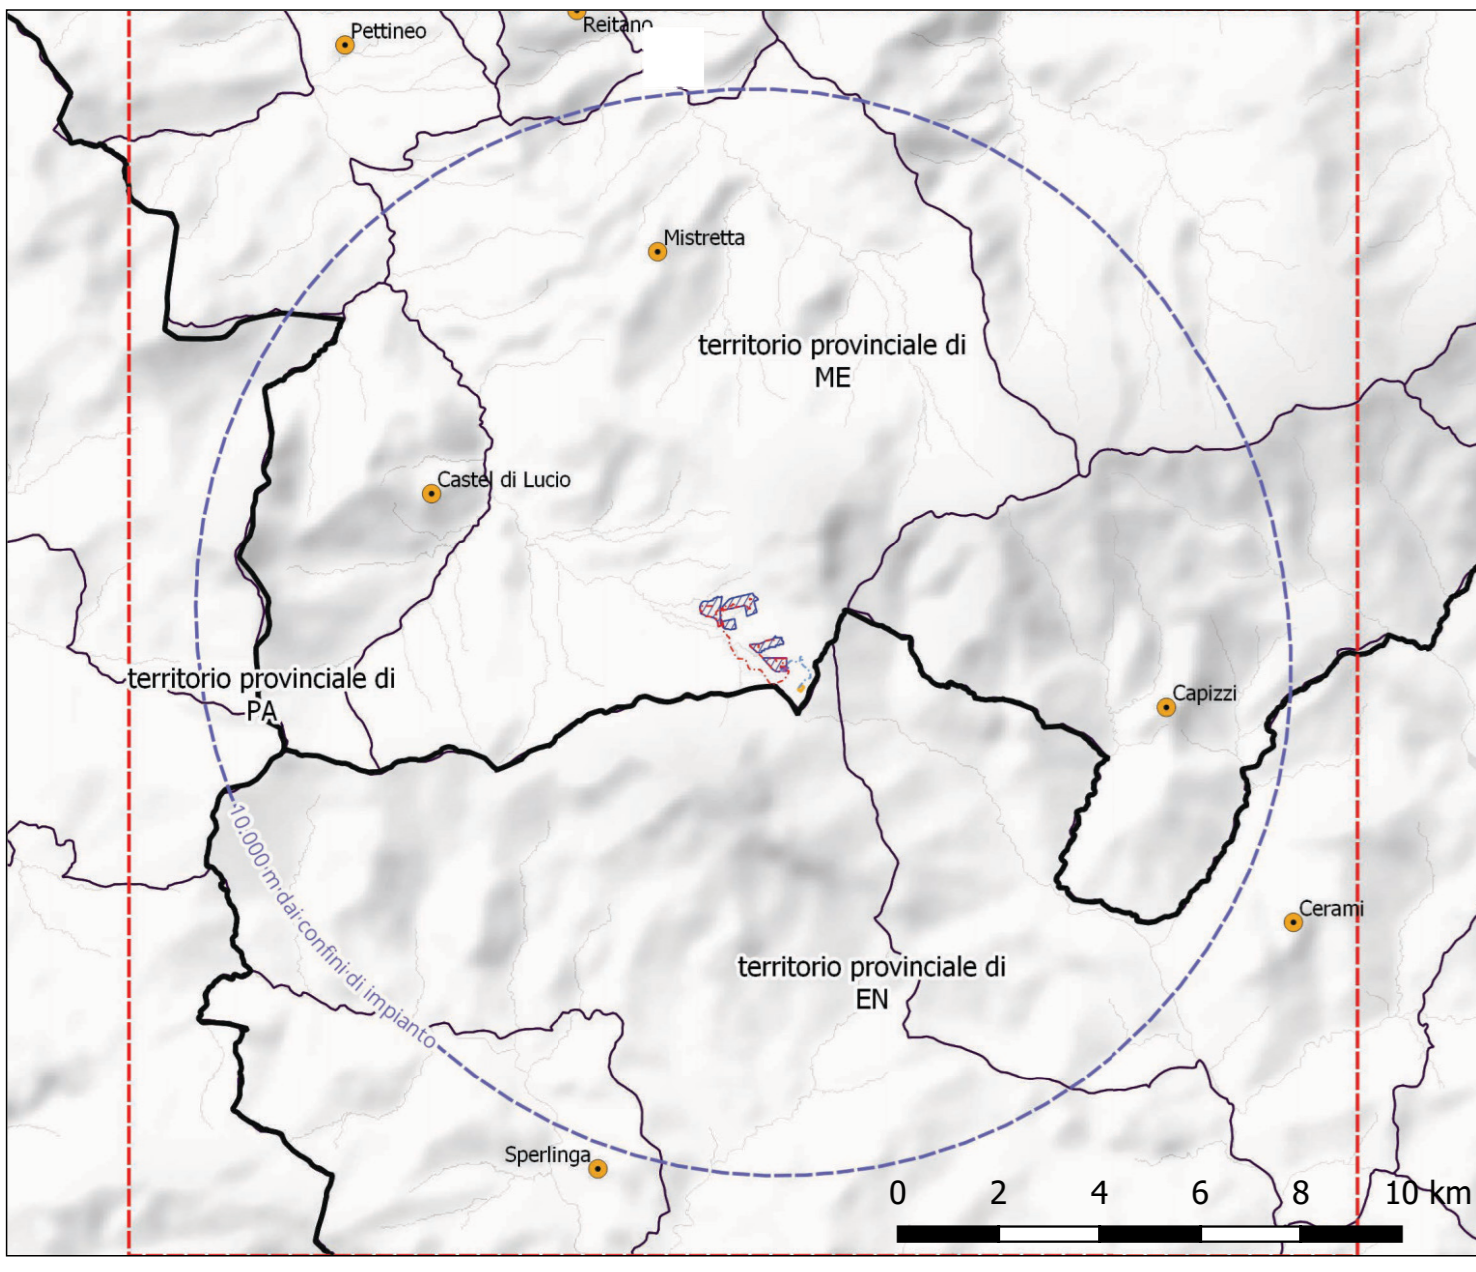 Pettineo
Reitano
Mistretta
territorio provinciale di
ME
Castel di Lucio
territorio provinciale di
PA
Capizzi
10.000 m dai confini di impianto
Cerami
territorio provinciale di
EN
Sperlinga
0 2 4 6 8 10 km